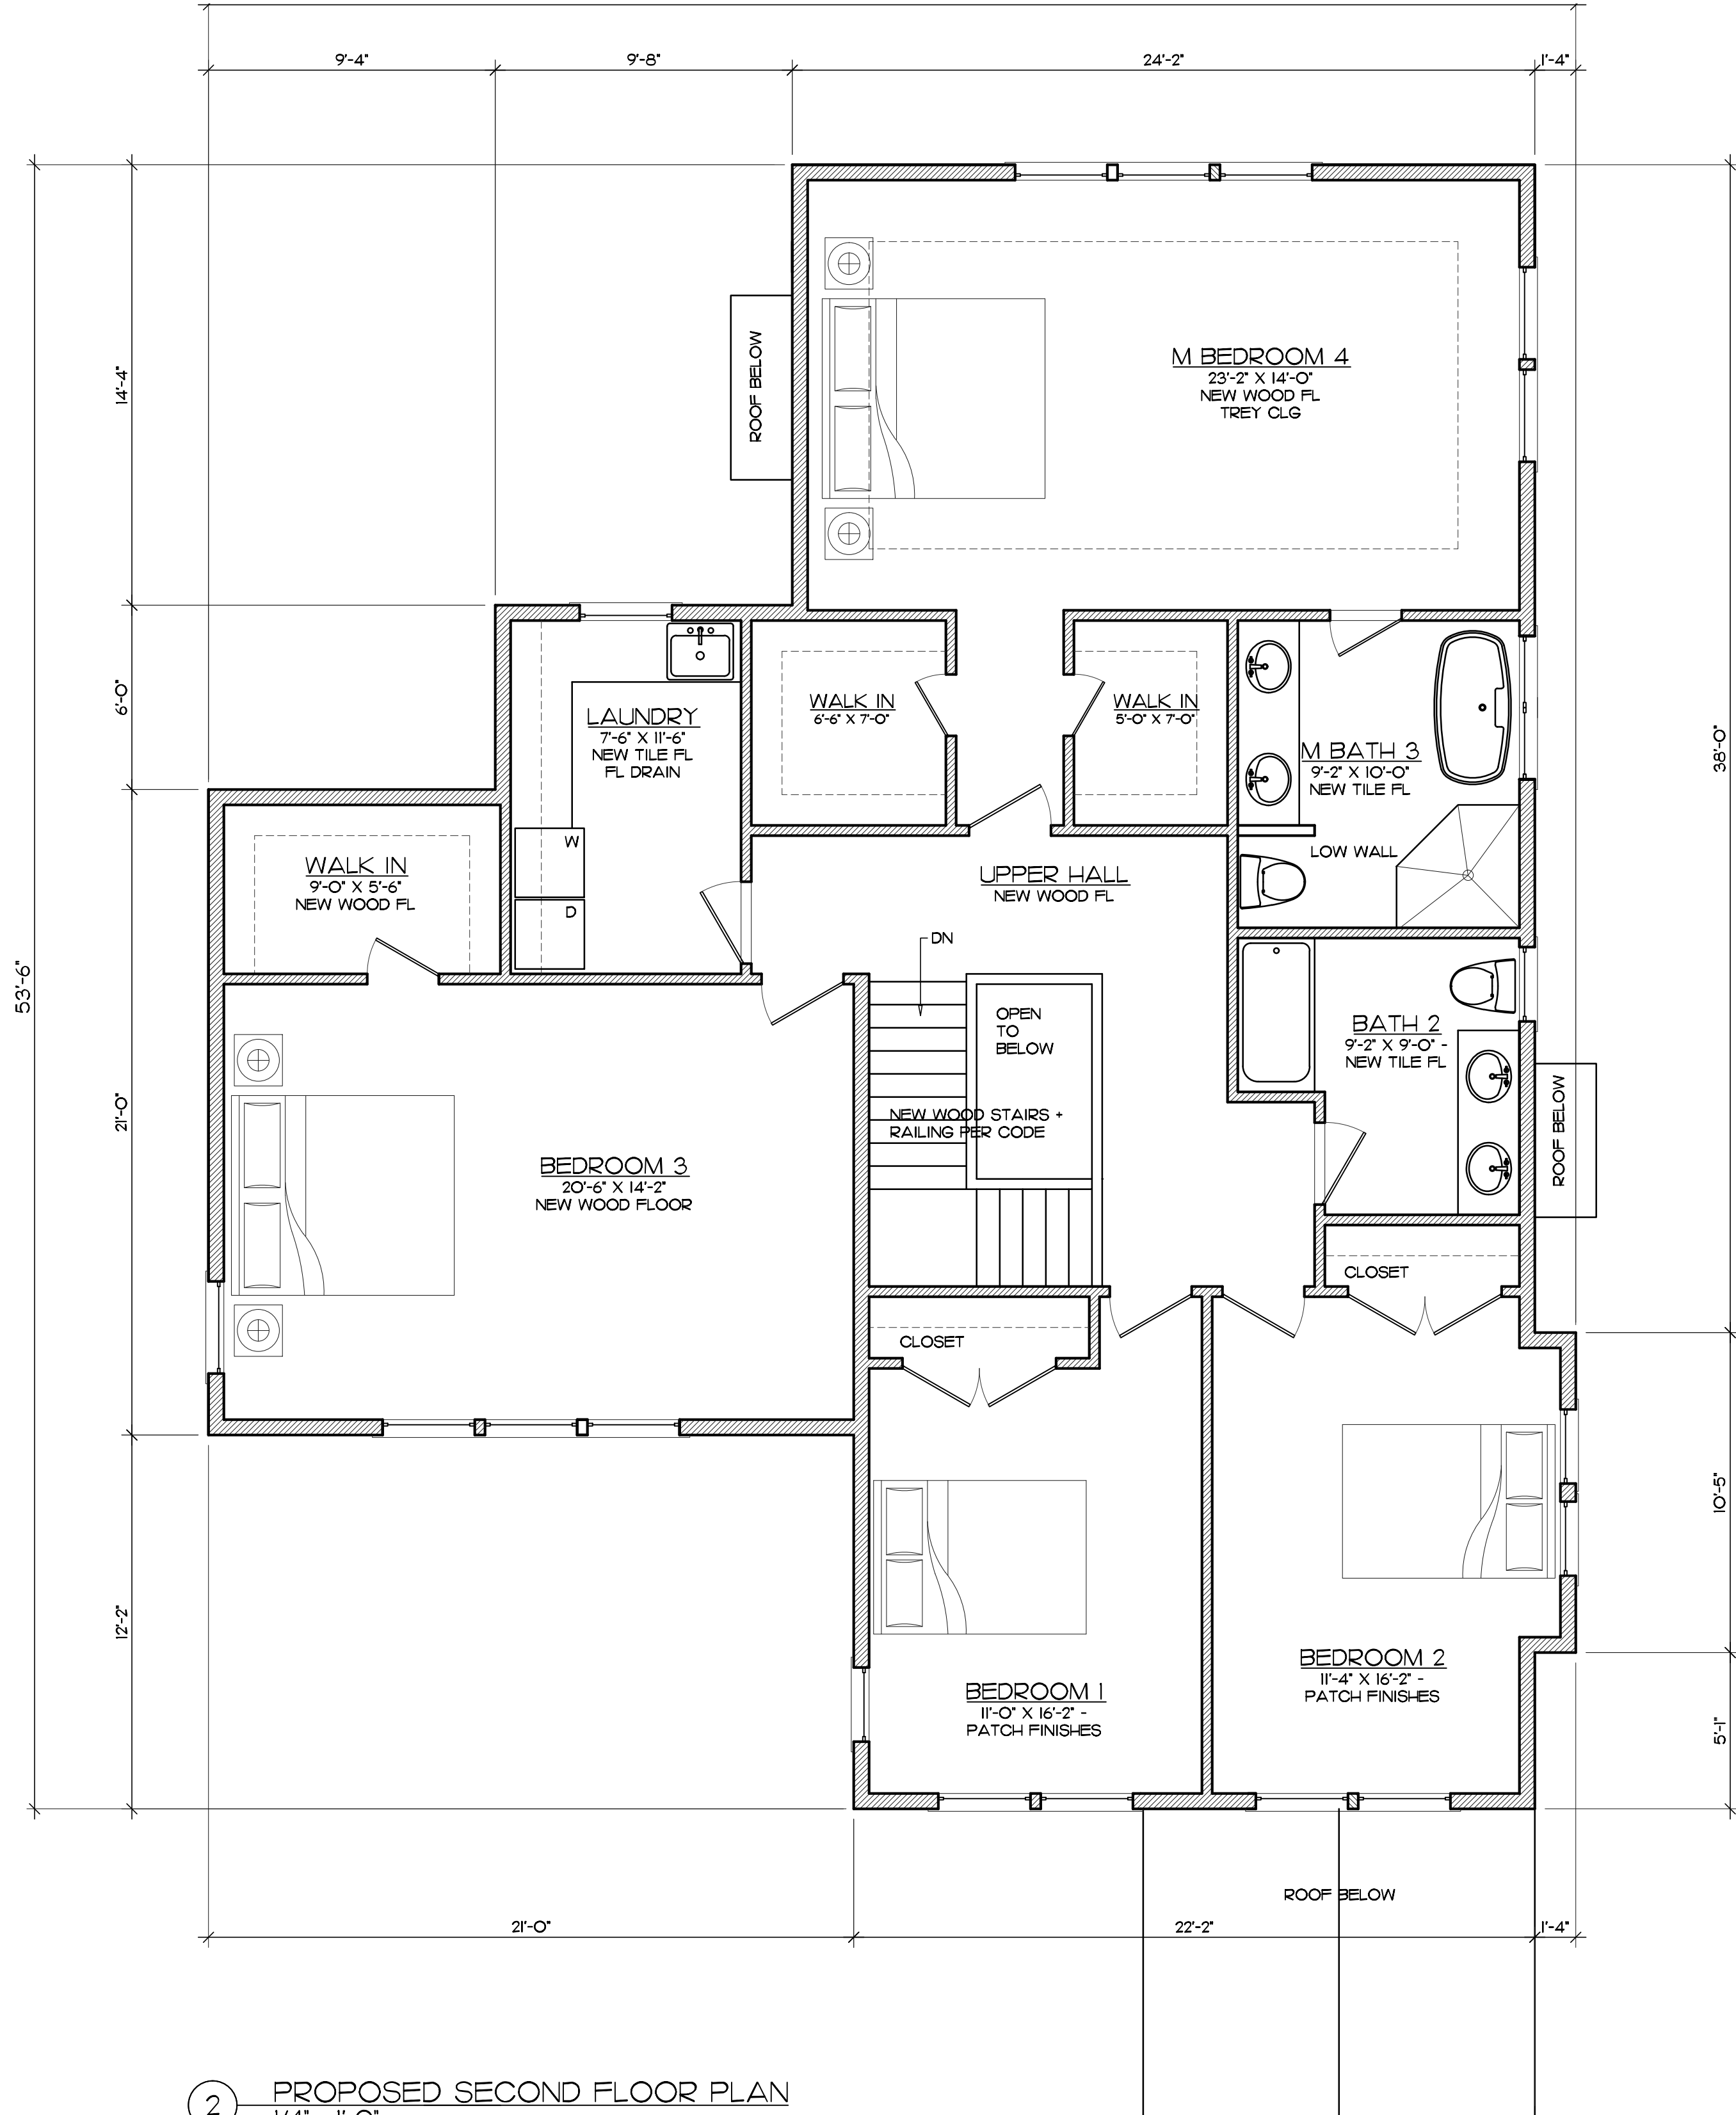 9'-4"
9'-8"
24'-2"
1'-4"
M BEDROOM 4
23'-2" X 14'-0"
NEW WOOD FL
TREY CLG
ROOF BELOW
14'-4"
6'-0"
38'-0"
LAUNDRY
7'-6" X 11'-6"
NEW TILE FL
FL DRAIN
WALK IN
6'-6" X 7'-0"
WALK IN
5'-0" X 7'-0"
M BATH 3
9'-2" X 10'-0"
NEW TILE FL
LOW WALL
W
D
WALK IN
9'-0" X 5'-6"
NEW WOOD FL
UPPER HALL
NEW WOOD FL
DN
53'-6"
21'-0"
OPEN
TO
BELOW
NEW WOOD STAIRS +
RAILING PER CODE
BATH 2
9'-2" X 9'-0" -
NEW TILE FL
ROOF BELOW
BEDROOM 3
20'-6" X 14'-2"
NEW WOOD FLOOR
CLOSET
CLOSET
10'-5"
12'-2"
BEDROOM 1
11'-0" X 16'-2" -
PATCH FINISHES
BEDROOM 2
11'-4" X 16'-2" -
PATCH FINISHES
5'-1"
ROOF BELOW
21'-0"
22'-2"
1'-4"
2
PROPOSED SECOND FLOOR PLAN
1/4" = 1'-0"